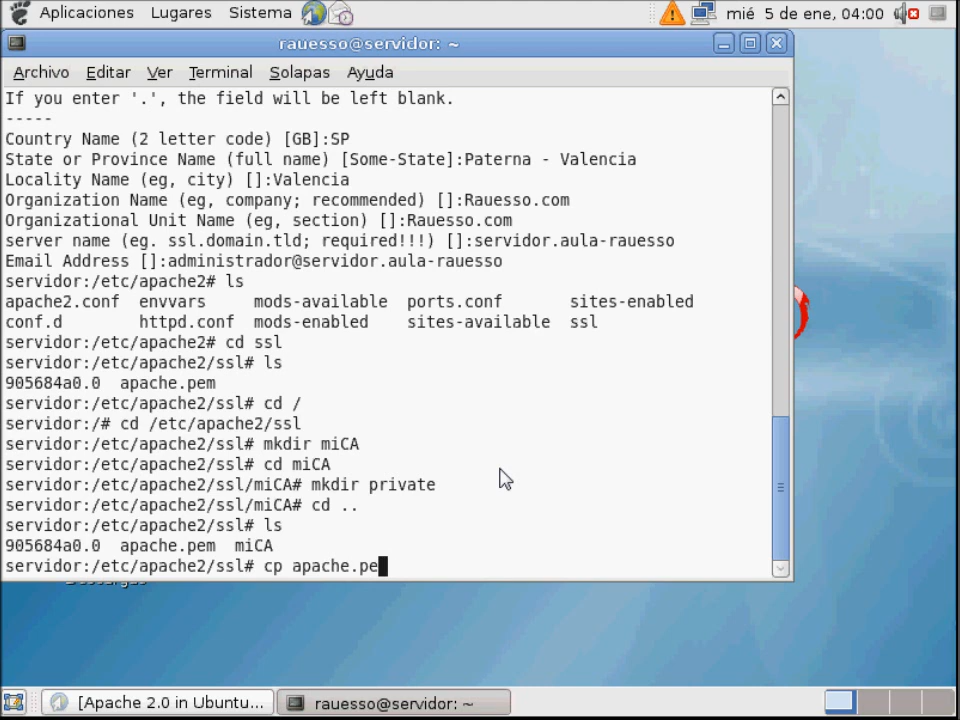 Aplicaciones Lugares Sistema mié 5 de ene, 04:00
rauesso@servidor: ~
Archivo Editar Ver Terminal Solapas Ayuda
If you enter '.', the field will be left blank.
-----
Country Name (2 letter code) [GB]:SP
State or Province Name (full name) [Some-State]:Paterna - Valencia
Locality Name (eg, city) []:Valencia
Organization Name (eg, company; recommended) []:Rauesso.com
Organizational Unit Name (eg, section) []:Rauesso.com
server name (eg. ssl.domain.tld; required!!!) []:servidor.aula-rauesso
Email Address []:administrador@servidor.aula-rauesso
servidor:/etc/apache2# ls
apache2.conf envvars mods-available ports.conf sites-enabled
conf.d httpd.conf mods-enabled sites-available ssl
servidor:/etc/apache2# cd ssl
servidor:/etc/apache2/ssl# ls
905684a0.0 apache.pem
servidor:/etc/apache2/ssl# cd /
servidor:/# cd /etc/apache2/ssl
servidor:/etc/apache2/ssl# mkdir miCA
servidor:/etc/apache2/ssl# cd miCA
servidor:/etc/apache2/ssl/miCA# mkdir private
servidor:/etc/apache2/ssl/miCA# cd ..
servidor:/etc/apache2/ssl# ls
905684a0.0 apache.pem miCA
servidor:/etc/apache2/ssl# cp apache.pe
[Apache 2.0 in Ubuntu... rauesso@servidor: ~